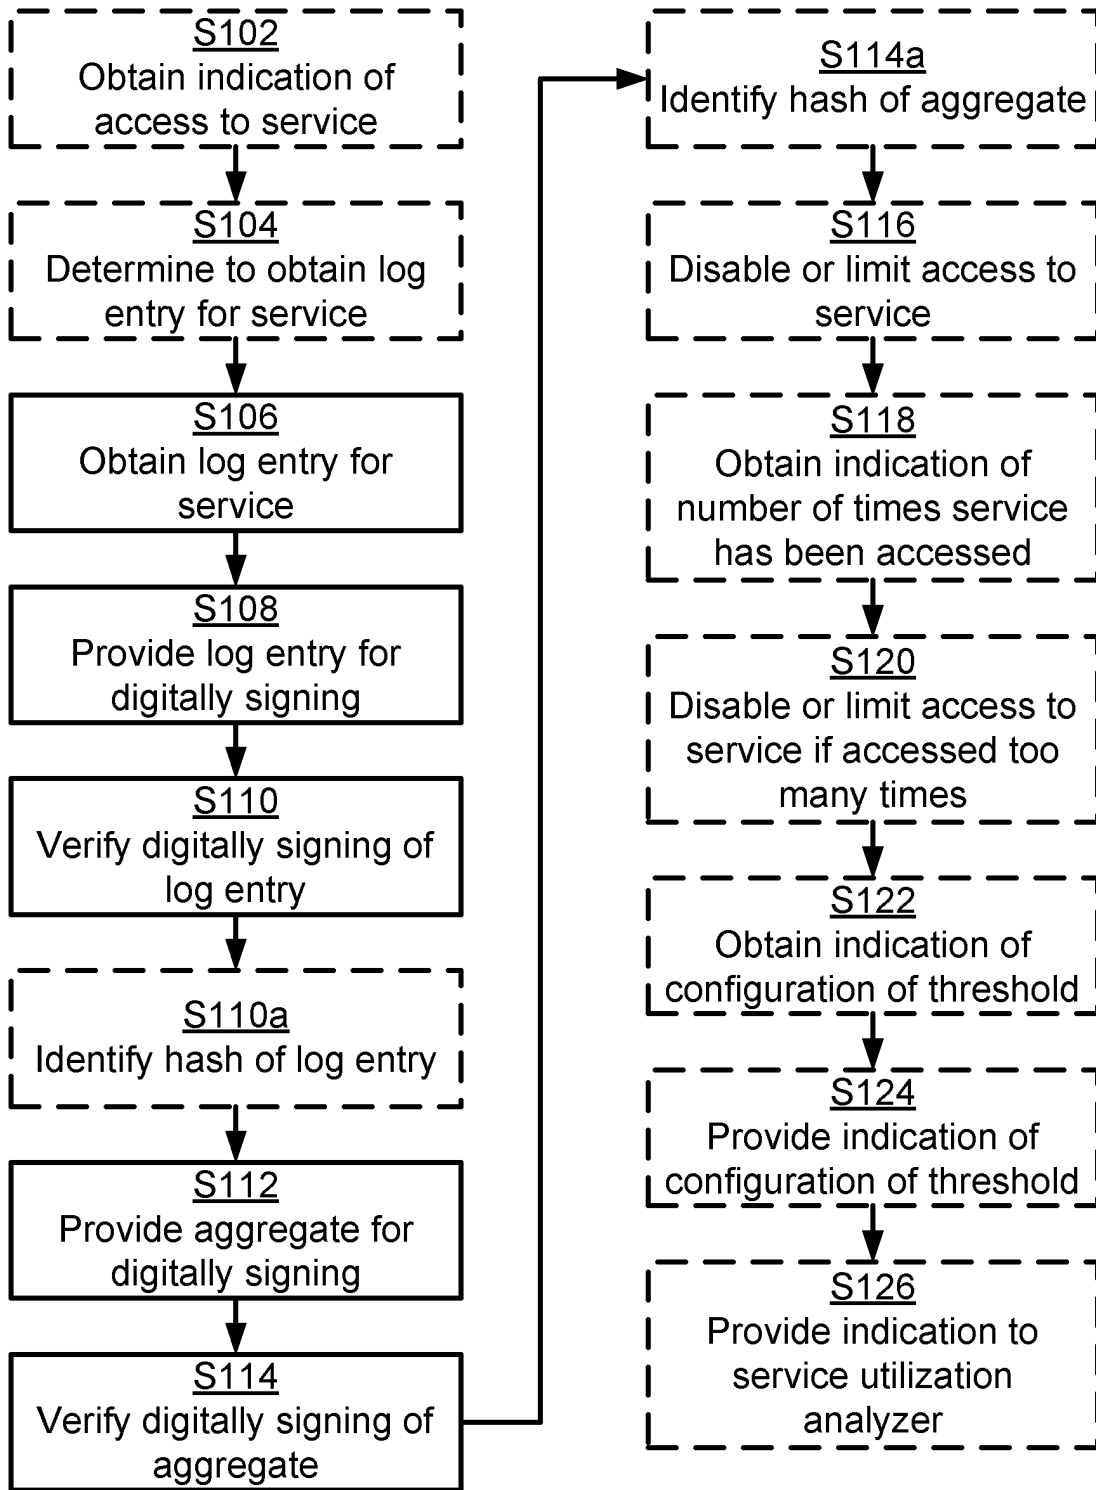 S102
Obtain indication of
access to service
S104
Determine to obtain log
entry for service
S106
Obtain log entry for
service
S108
Provide log entry for
digitally signing
S110
Verify digitally signing of
log entry
S110a
Identify hash of log entry
S112
Provide aggregate for
digitally signing
S114
Verify digitally signing of
aggregate
S114a
Identify hash of aggregate
S116
Disable or limit access to
service
S118
Obtain indication of
number of times service
has been accessed
S120
Disable or limit access to
service if accessed too
many times
S122
Obtain indication of
configuration of threshold
S124
Provide indication of
configuration of threshold
S126
Provide indication to
service utilization
analyzer